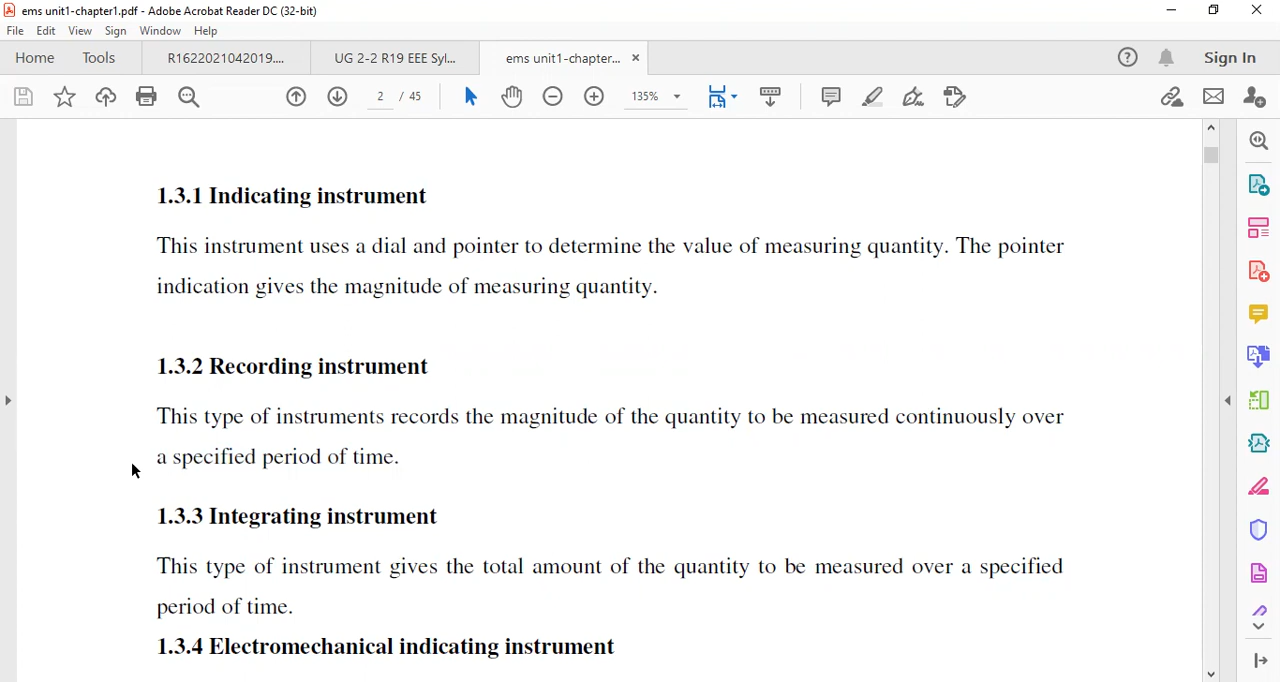 ems unit1-chapter1.pdf - Adobe Acrobat Reader DC (32-bit)
File Edit View Sign Window Help
Home Tools R1622021042019.... UG 2-2 R19 EEE Syl... ems unit1-chapter... × Sign In
2 / 45 135%
1.3.1 Indicating instrument
This instrument uses a dial and pointer to determine the value of measuring quantity. The pointer
indication gives the magnitude of measuring quantity.
1.3.2 Recording instrument
This type of instruments records the magnitude of the quantity to be measured continuously over
a specified period of time.
1.3.3 Integrating instrument
This type of instrument gives the total amount of the quantity to be measured over a specified
period of time.
1.3.4 Electromechanical indicating instrument